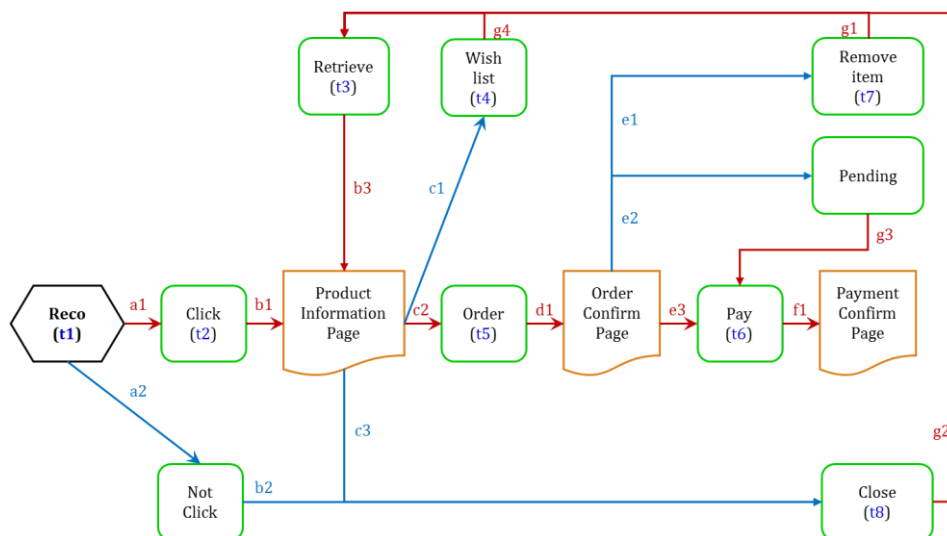 g4
g1
Retrieve
(t3)
Wish
list
(t4)
Remove
item
(t7)
e1
b3
c1
Pending
e2
g3
Reco
(t1)
a1
Click
(t2)
b1
Product
Information
Page
c2
Order
(t5)
d1
Order
Confirm
Page
e3
Pay
(t6)
f1
Payment
Confirm
Page
a2
c3
g2
Not
Click
b2
Close
(t8)